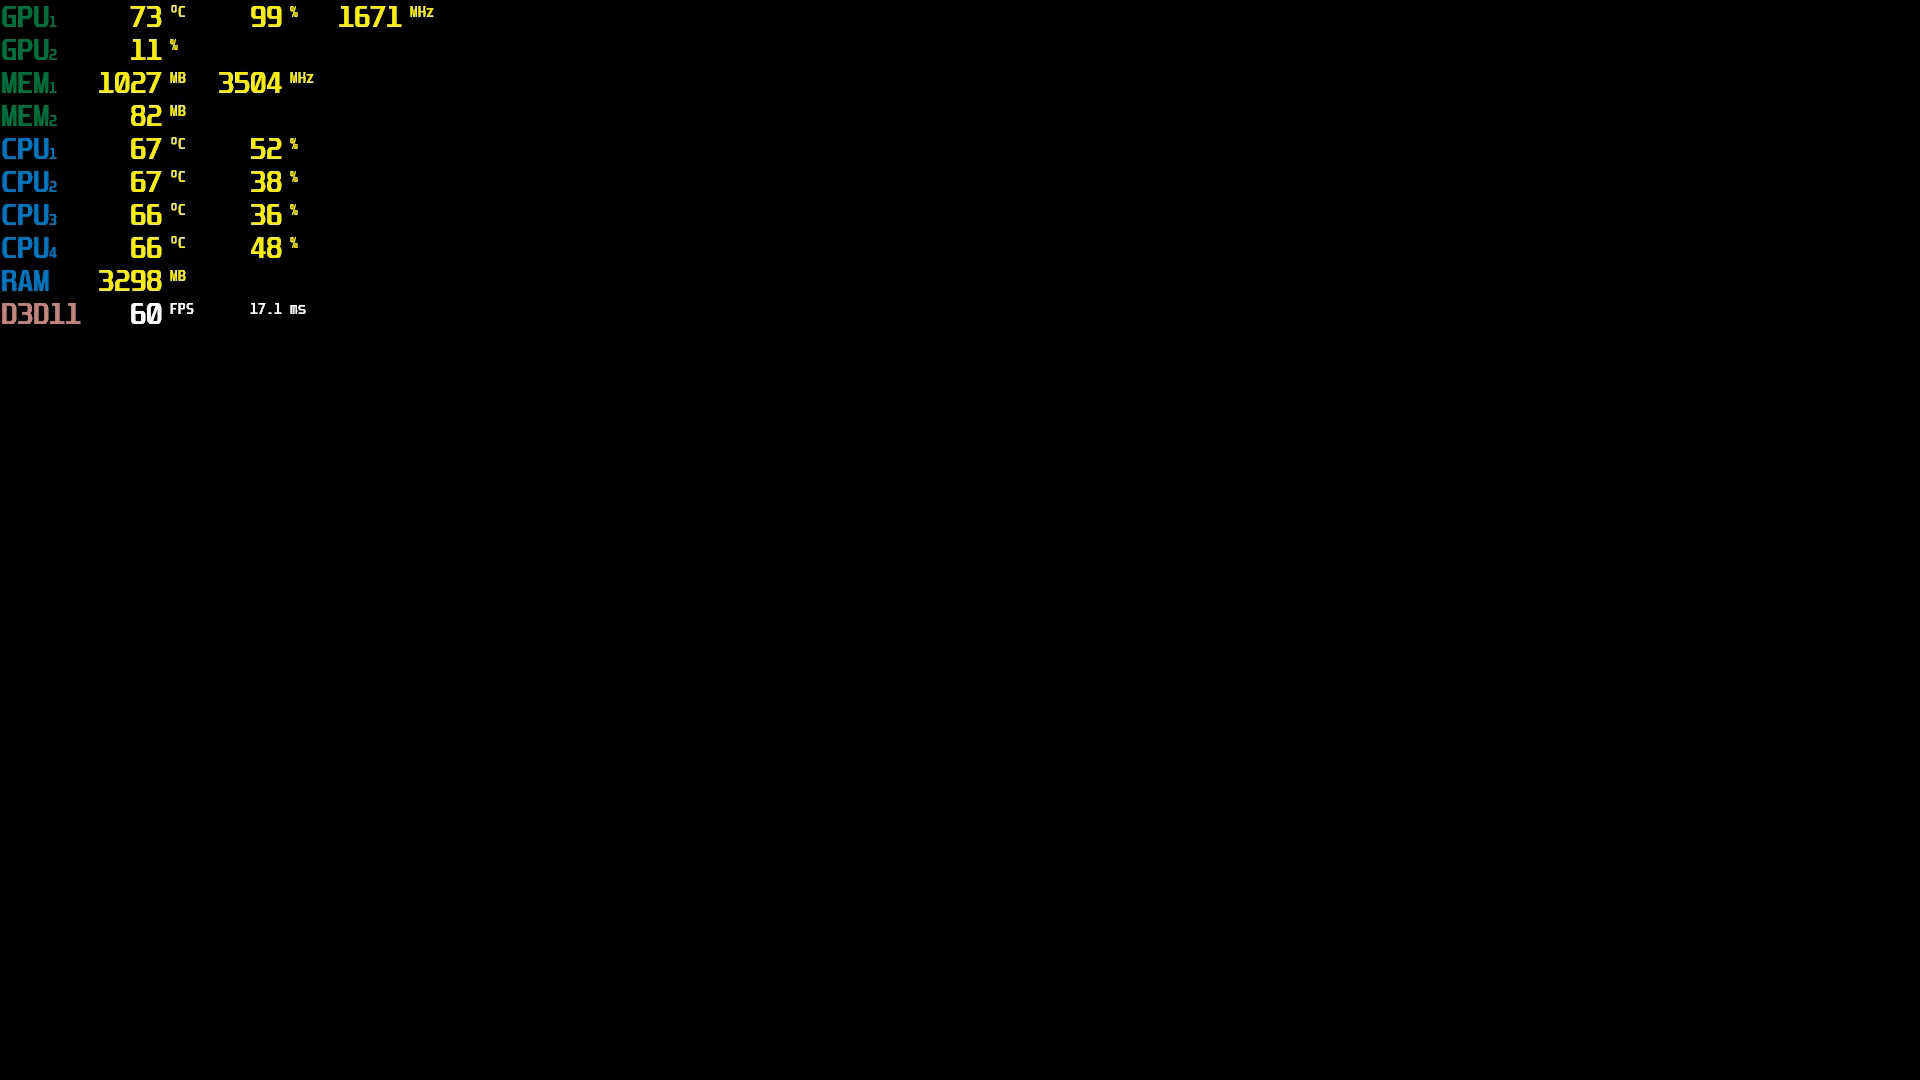 GPU1 73 °C 99 % 1671 MHz
GPU2 11 %
MEM1 1027 MB 3504 MHz
MEM2 82 MB
CPU1 67 °C 52 %
CPU2 67 °C 38 %
CPU3 66 °C 36 %
CPU4 66 °C 48 %
RAM 3298 MB
D3D11 60 FPS 17.1 ms